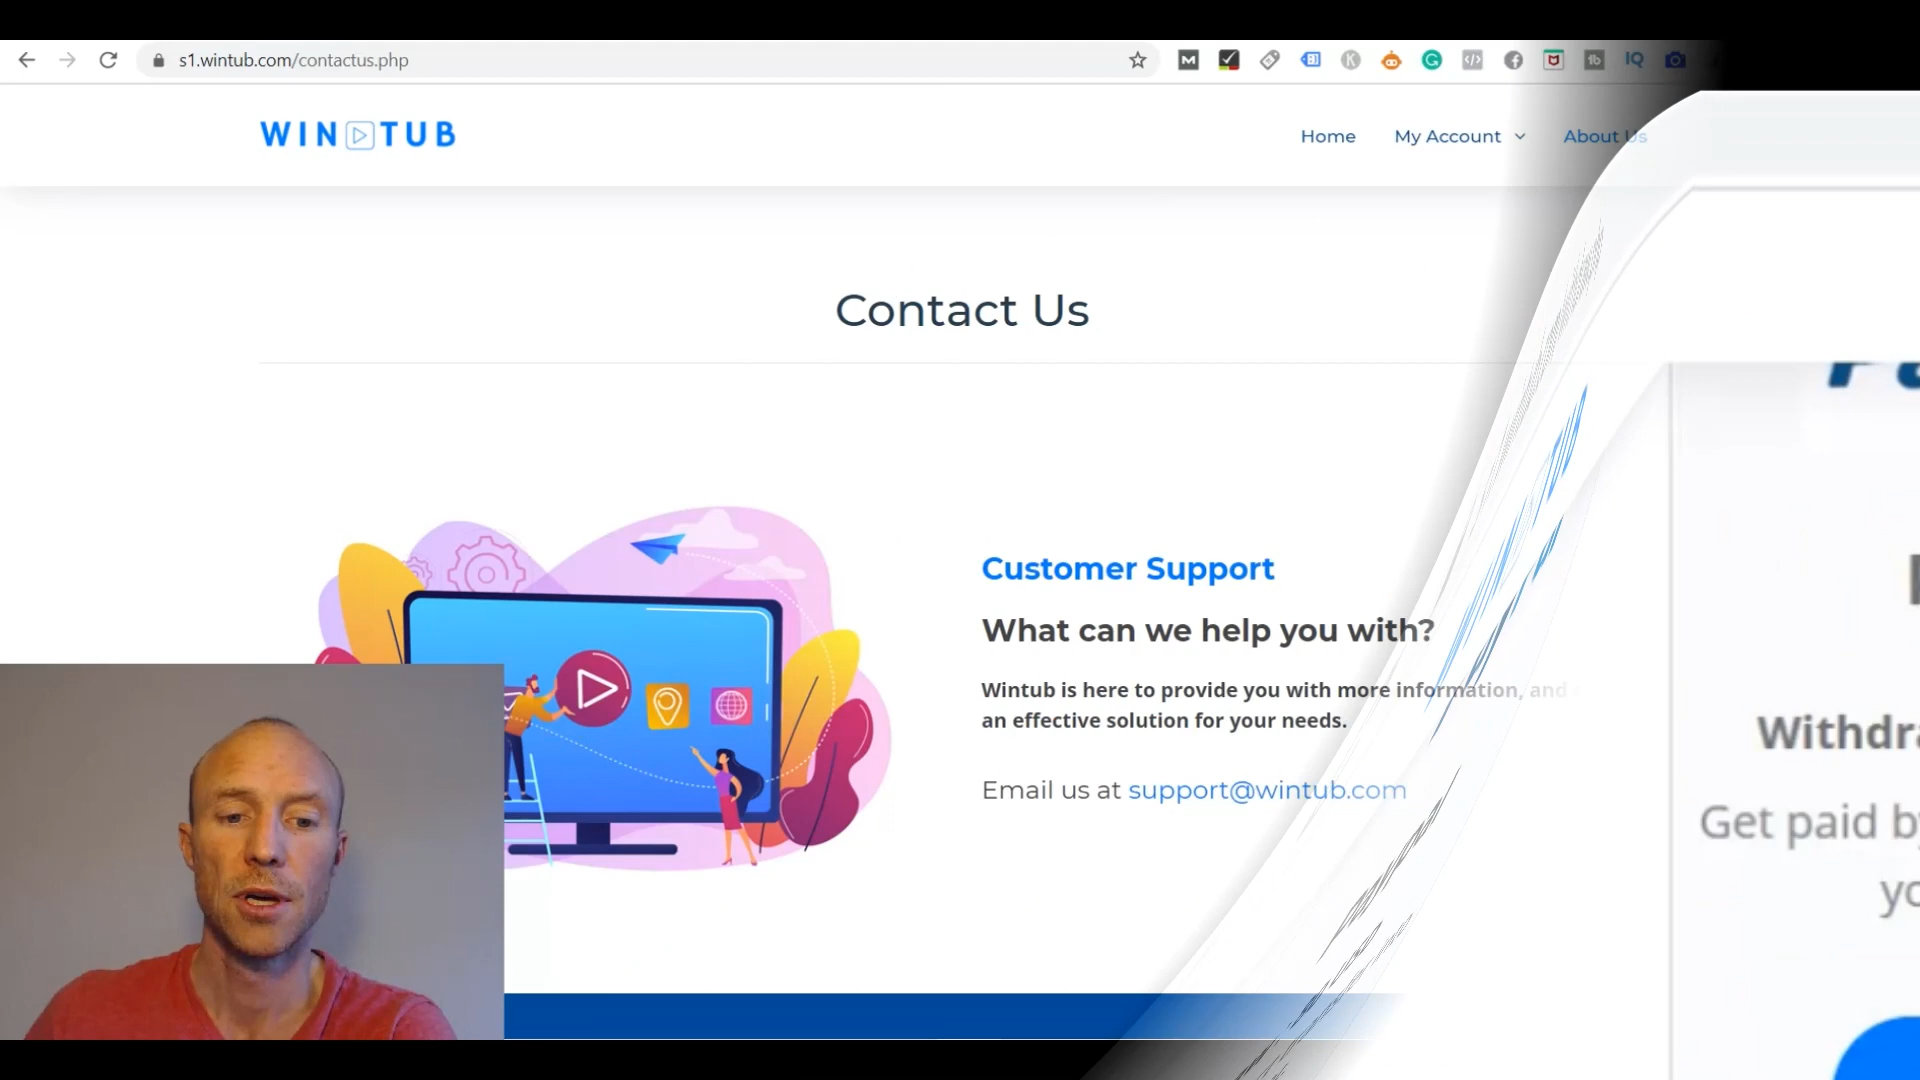 s1.wintub.com/contactus.php
WIN TUB
Home My Account About Us
Contact Us
Customer Support
What can we help you with?
Wintub is here to provide you with more information, and
an effective solution for your needs.
Email us at support@wintub.com
Get paid